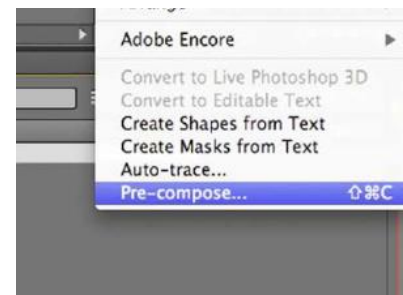 Adobe Encore
Convert to Live Photoshop 3D
Convert to Editable Text
Create Shapes from Text
Create Masks from Text
Auto-trace...
Pre-compose... ⇧⌘C